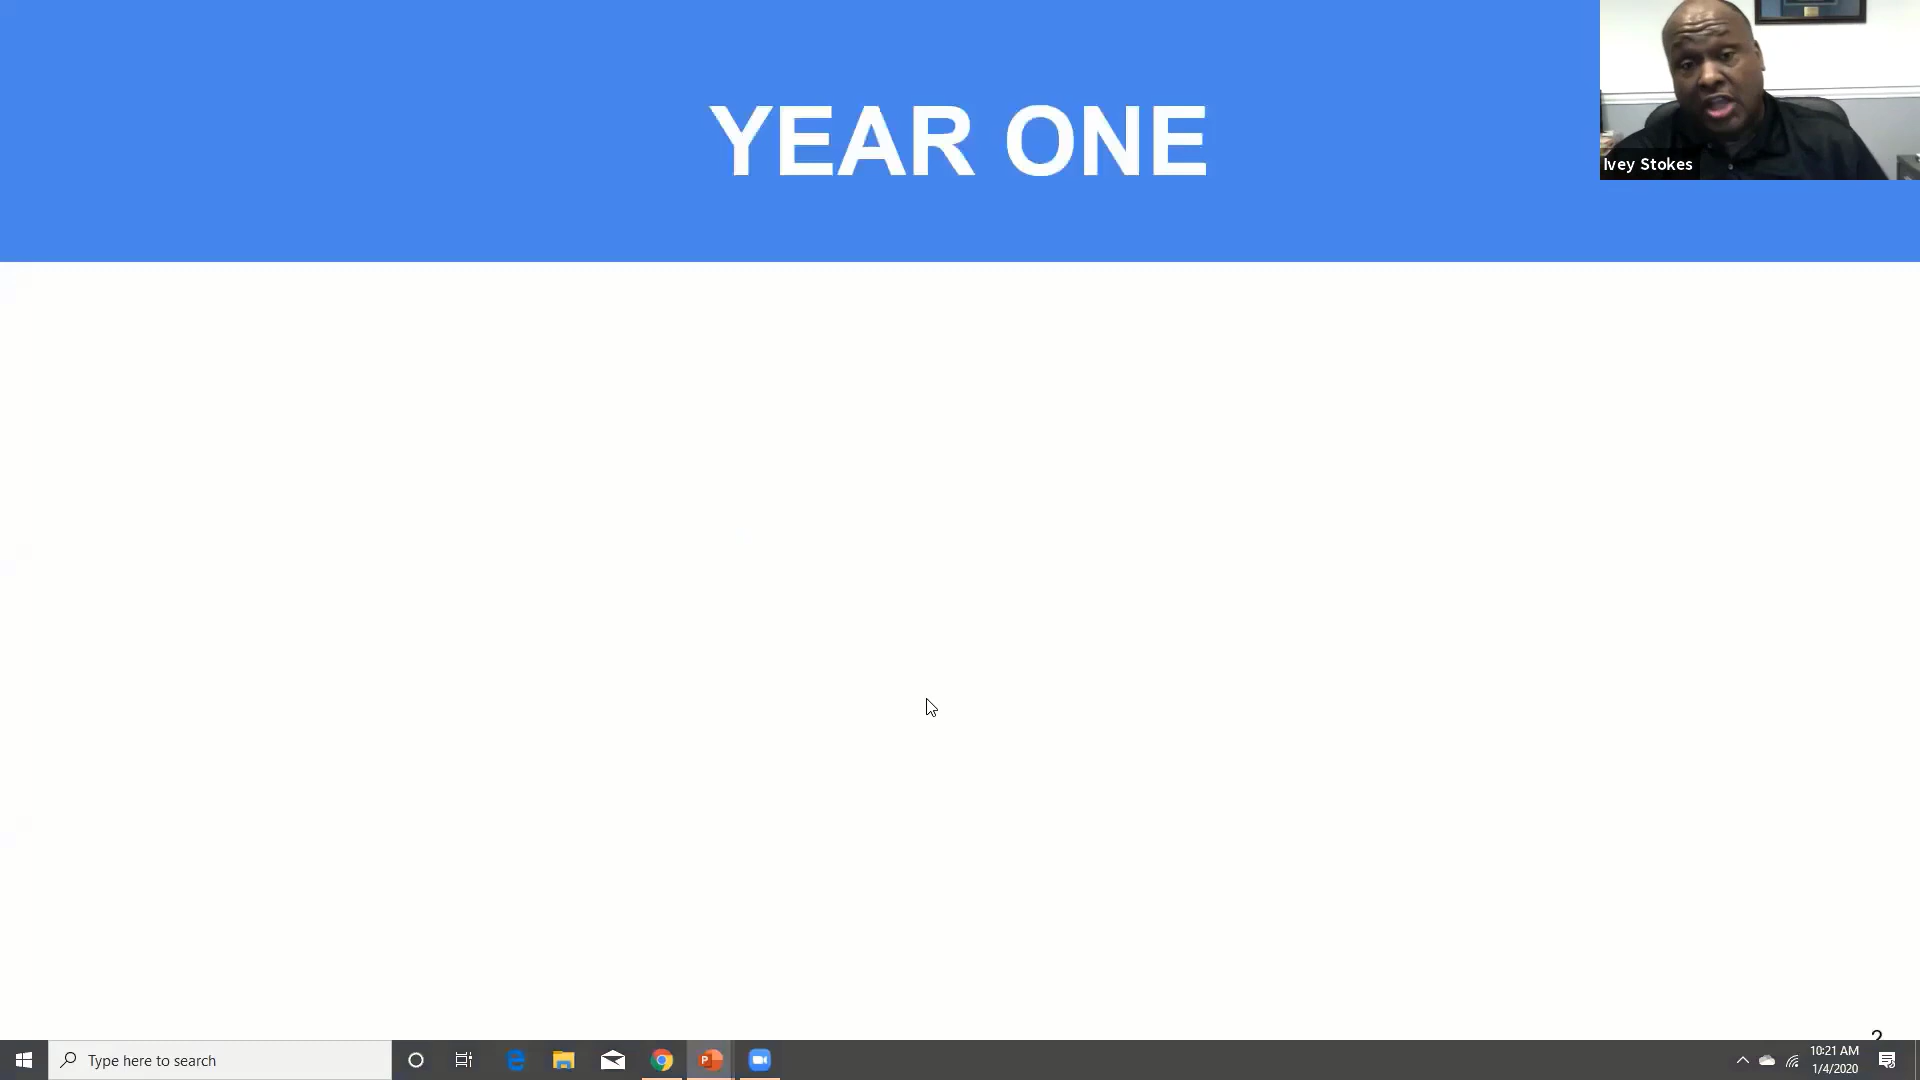 YEAR ONE
Ivey Stokes
2
Type here to search
10:21 AM
1/4/2020